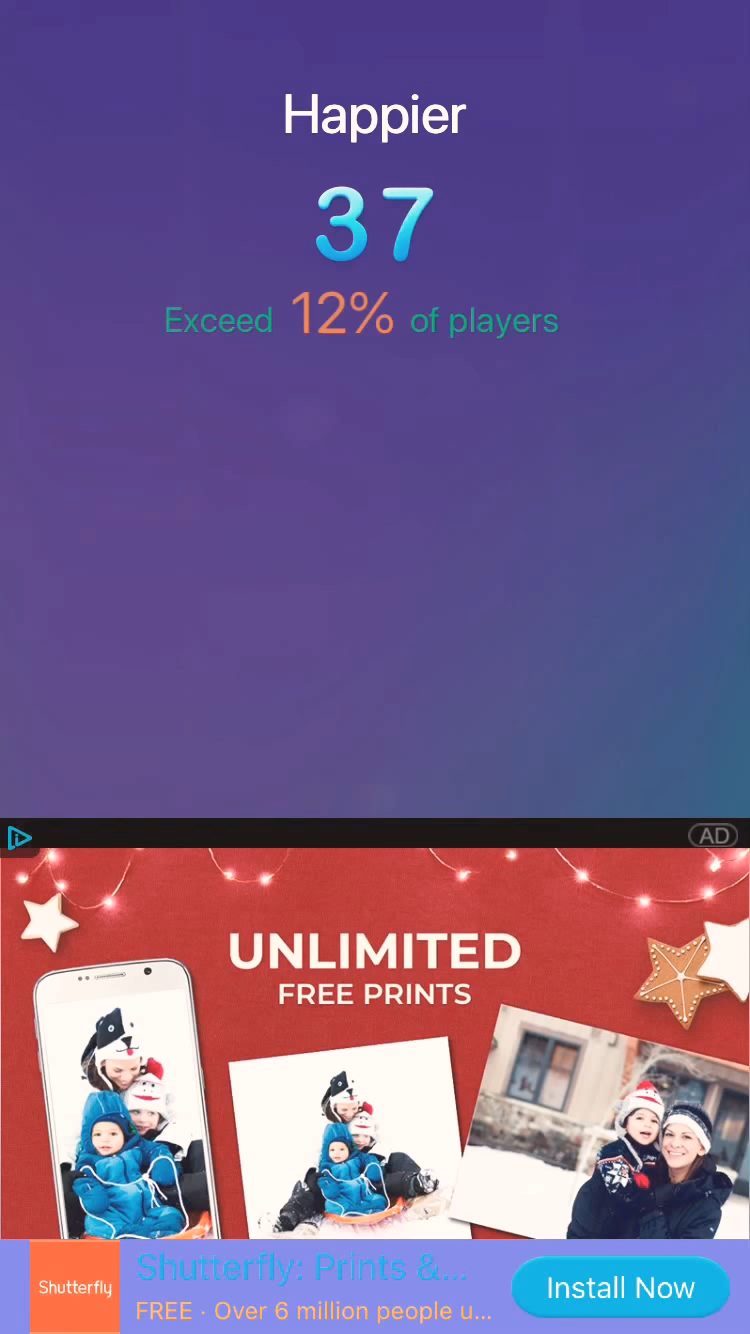 Happier
37
Exceed 12% of players
AD
UNLIMITED
FREE PRINTS
Shutterfly
Shutterfly: Prints &...
FREE · Over 6 million people u...
Install Now